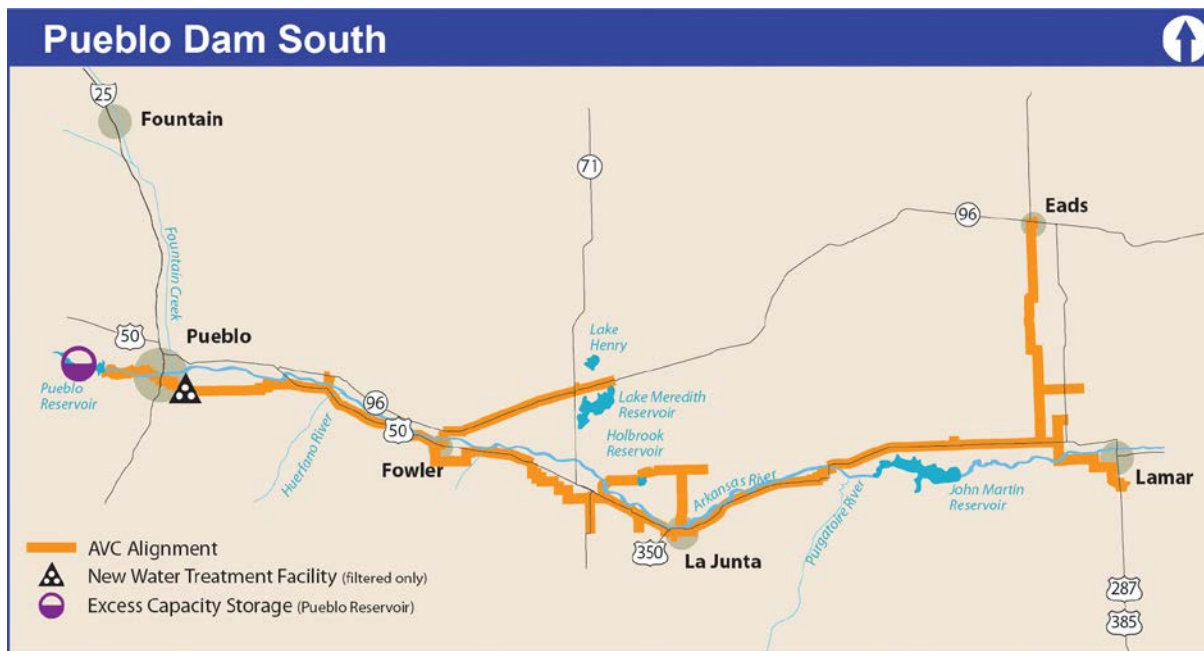 Pueblo Dam South
25
Fountain
71
96
Eads
Fountain Creek
50
Pueblo
Lake
Henry
Pueblo
Reservoir
96
50
Lake Meredith
Reservoir
Holbrook
Reservoir
Huerfano River
Fowler
Arkansas River
Purgatoire River
John Martin
Reservoir
Lamar
350
La Junta
AVC Alignment
New Water Treatment Facility (filtered only)
Excess Capacity Storage (Pueblo Reservoir)
287
385